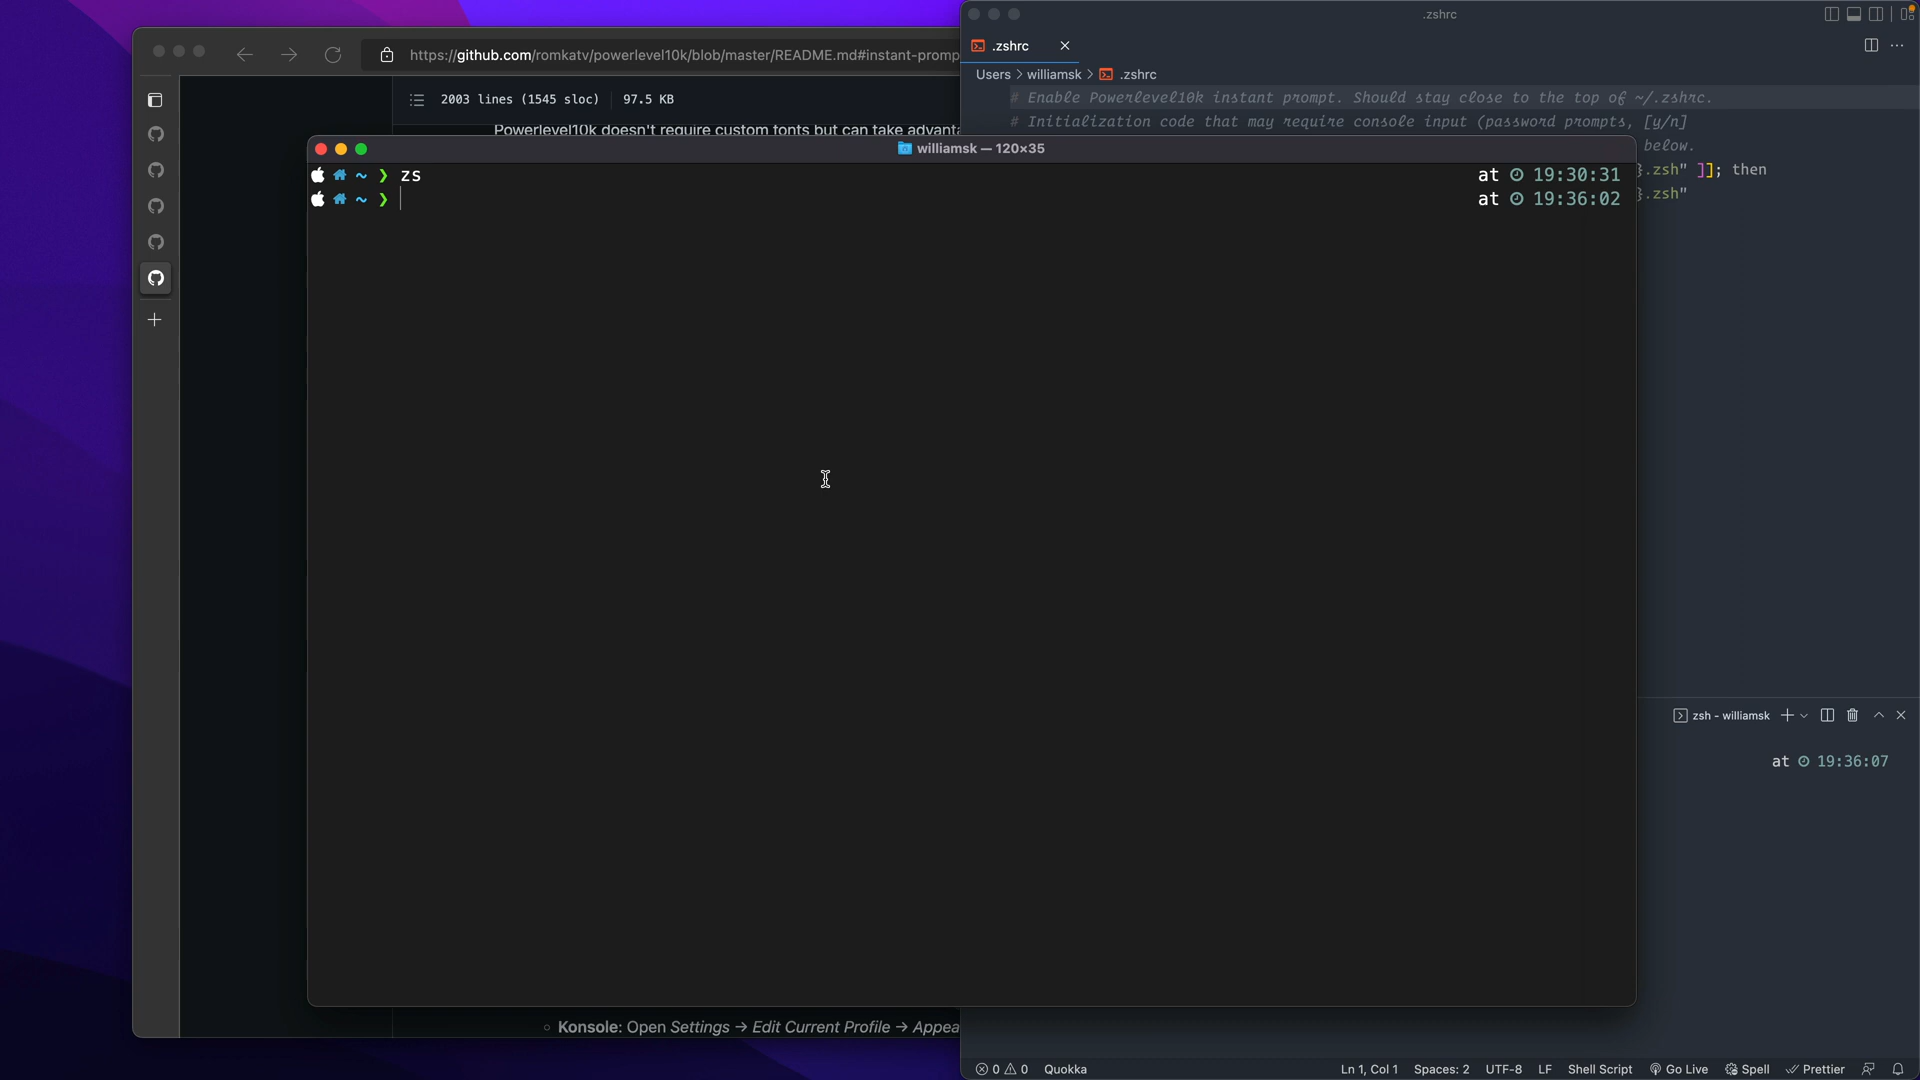 .zshrc
https://github.com/romkatv/powerlevel10k/blob/master/README.md#instant-promp
.zshrc
Users > williamsk > .zshrc
2003 lines (1545 sloc) 97.5 KB
# Enable Powerlevel10k instant prompt. Should stay close to the top of ~/.zshrc.
Powerlevel10k doesn't require custom fonts but can take advanta
# Initialization code that may require console input (password prompts, [y/n]
below.
}.zsh" ]]; then
}.zsh"
williamsk — 120×35
~ ❯ zs at 19:30:31
~ ❯ at 19:36:02
zsh - williamsk
at 19:36:07
Konsole: Open Settings → Edit Current Profile → Appea
0 0 Quokka Ln 1, Col 1 Spaces: 2 UTF-8 LF Shell Script Go Live Spell Prettier